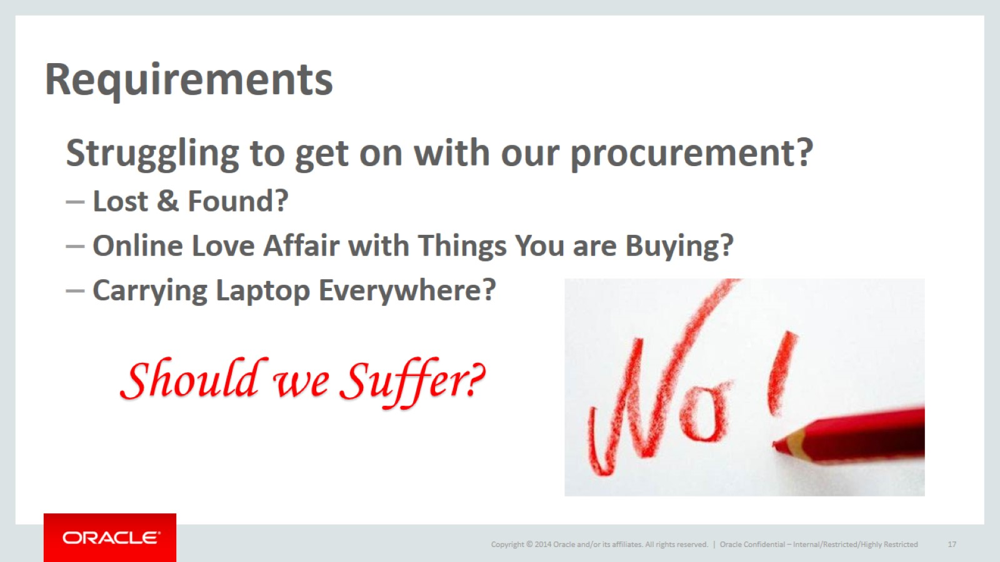 Requirements
Struggling to get on with our procurement?
– Lost & Found?
– Online Love Affair with Things You are Buying?
– Carrying Laptop Everywhere?
Should we Suffer?
No!
ORACLE®
Copyright © 2014 Oracle and/or its affiliates. All rights reserved. | Oracle Confidential – Internal/Restricted/Highly Restricted 17